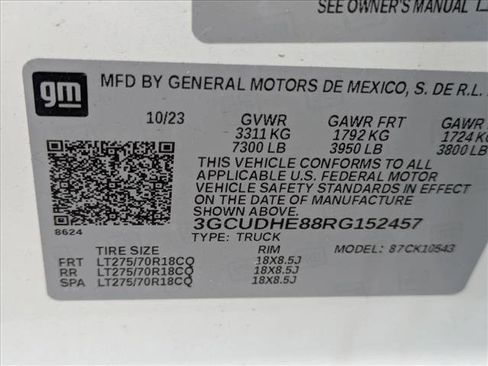 SEE OWNER'S MANUAL
gm
MFD BY GENERAL MOTORS DE MEXICO, S. DE R.L.
10/23 GVWR GAWR FRT GAWR
3311 KG 1792 KG 1724 KG
7300 LB 3950 LB 3800 LB
THIS VEHICLE CONFORMS TO ALL
APPLICABLE U.S. FEDERAL MOTOR
VEHICLE SAFETY STANDARDS IN EFFECT
ON THE DATE OF MANUFACTURE
SHOWN ABOVE.
8624
3GCUDHE88RG152457
TYPE: TRUCK MODEL: 87CK10543
TIRE SIZE RIM
FRT LT275/70R18CQ 18X8.5J
RR LT275/70R18CQ 18X8.5J
SPA LT275/70R18CQ 18X8.5J